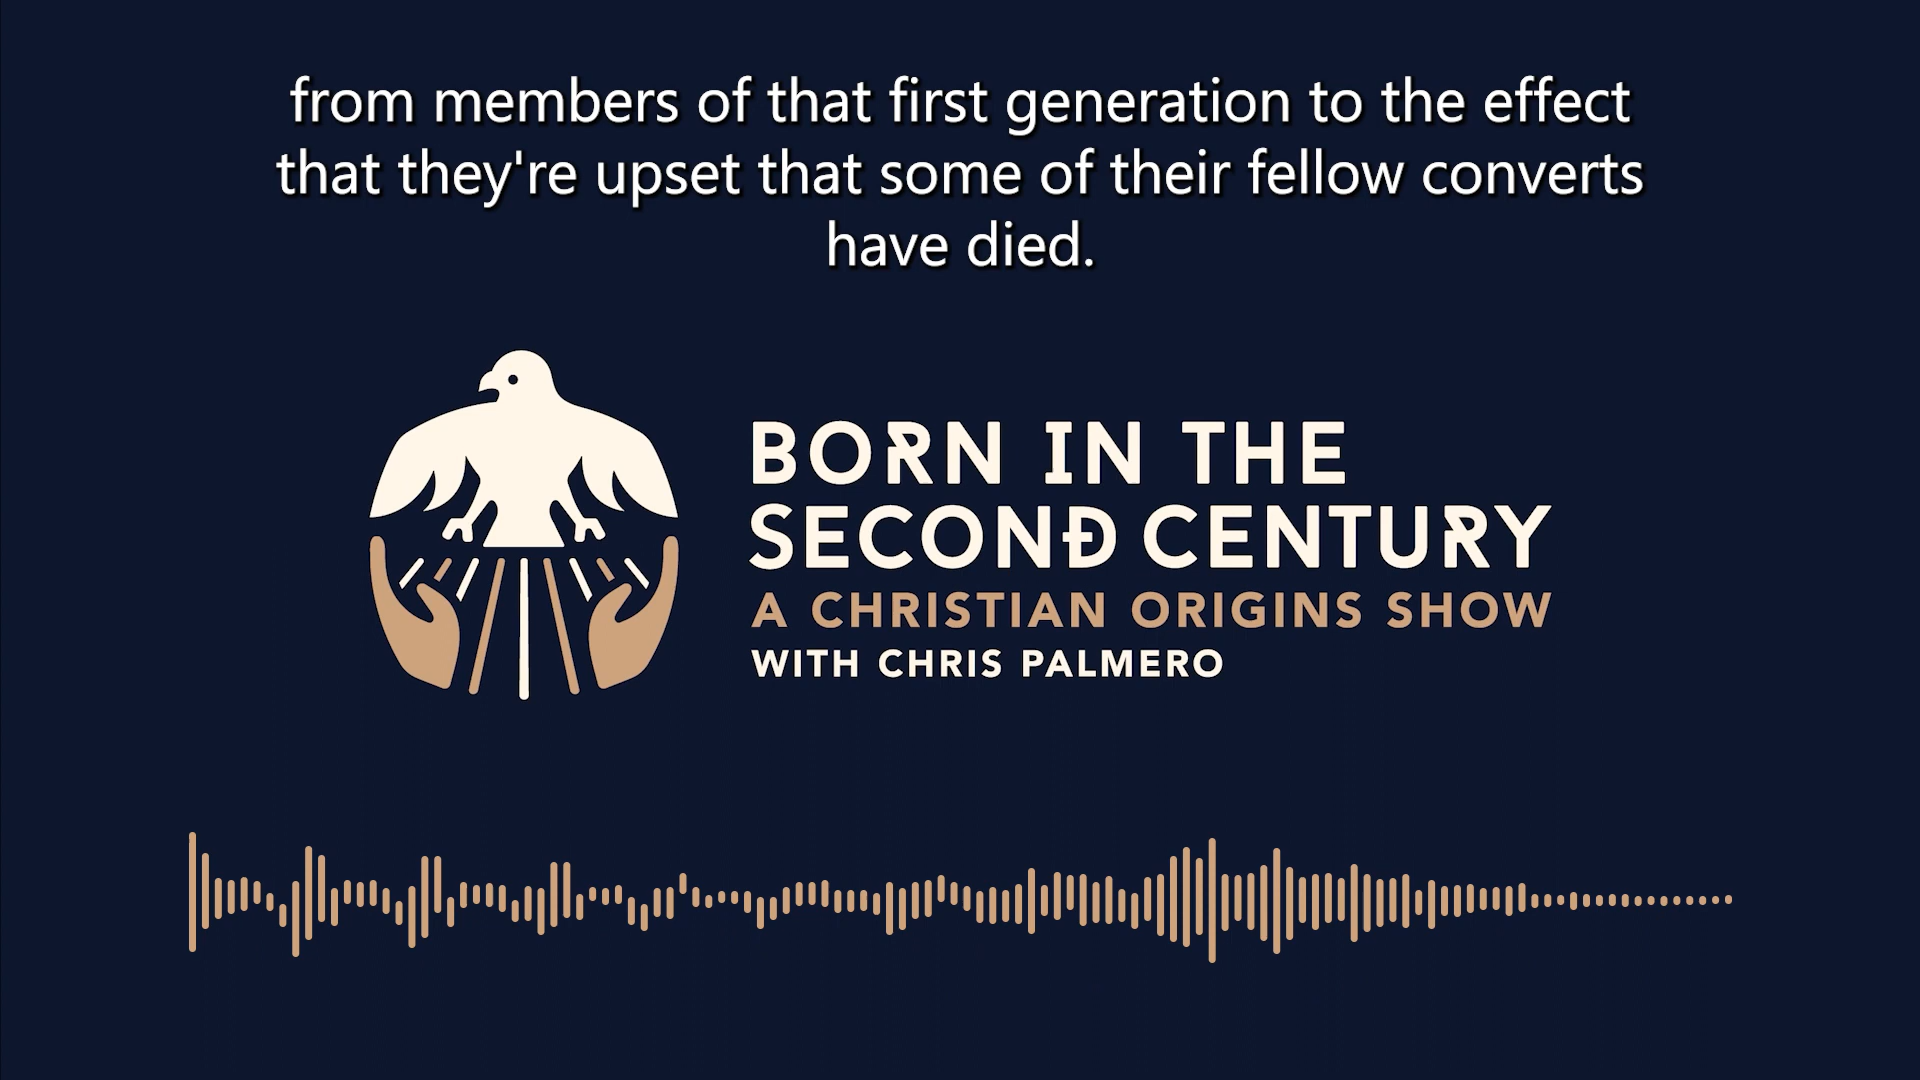 from members of that first generation to the effect
that they're upset that some of their fellow converts
have died.
BORN IN THE
SECOND CENTURY
A CHRISTIAN ORIGINS SHOW
WITH CHRIS PALMERO